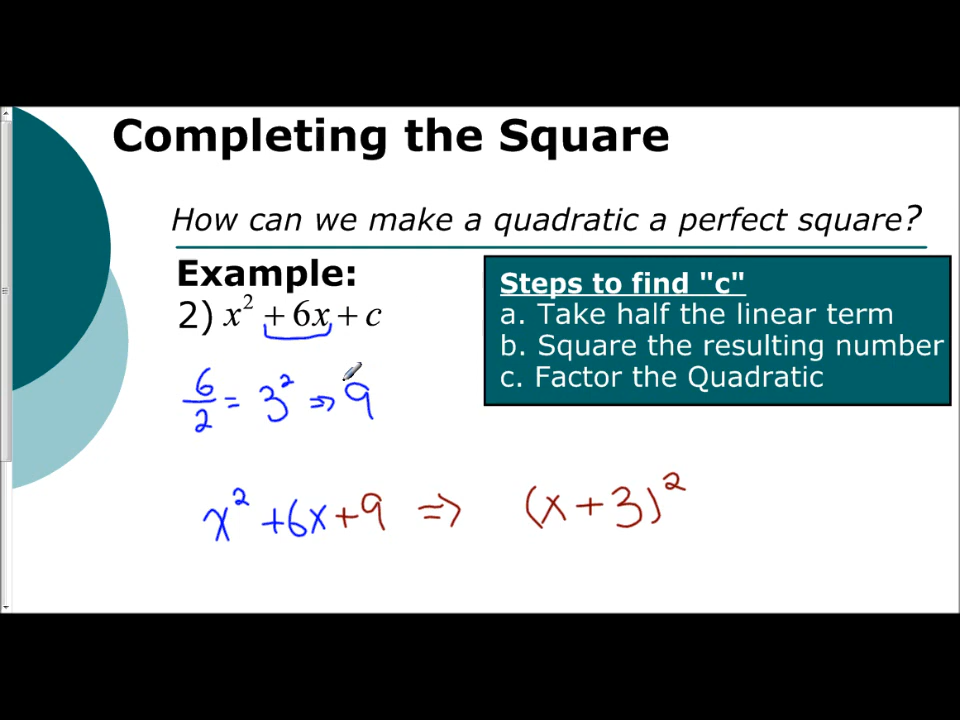 Completing the Square
How can we make a quadratic a perfect square?
Example:
2) x² + 6x + c
Steps to find "c"
a. Take half the linear term
b. Square the resulting number
c. Factor the Quadratic
6/2 = 3² ⇒ 9
x² + 6x + 9 ⇒ (x + 3)²